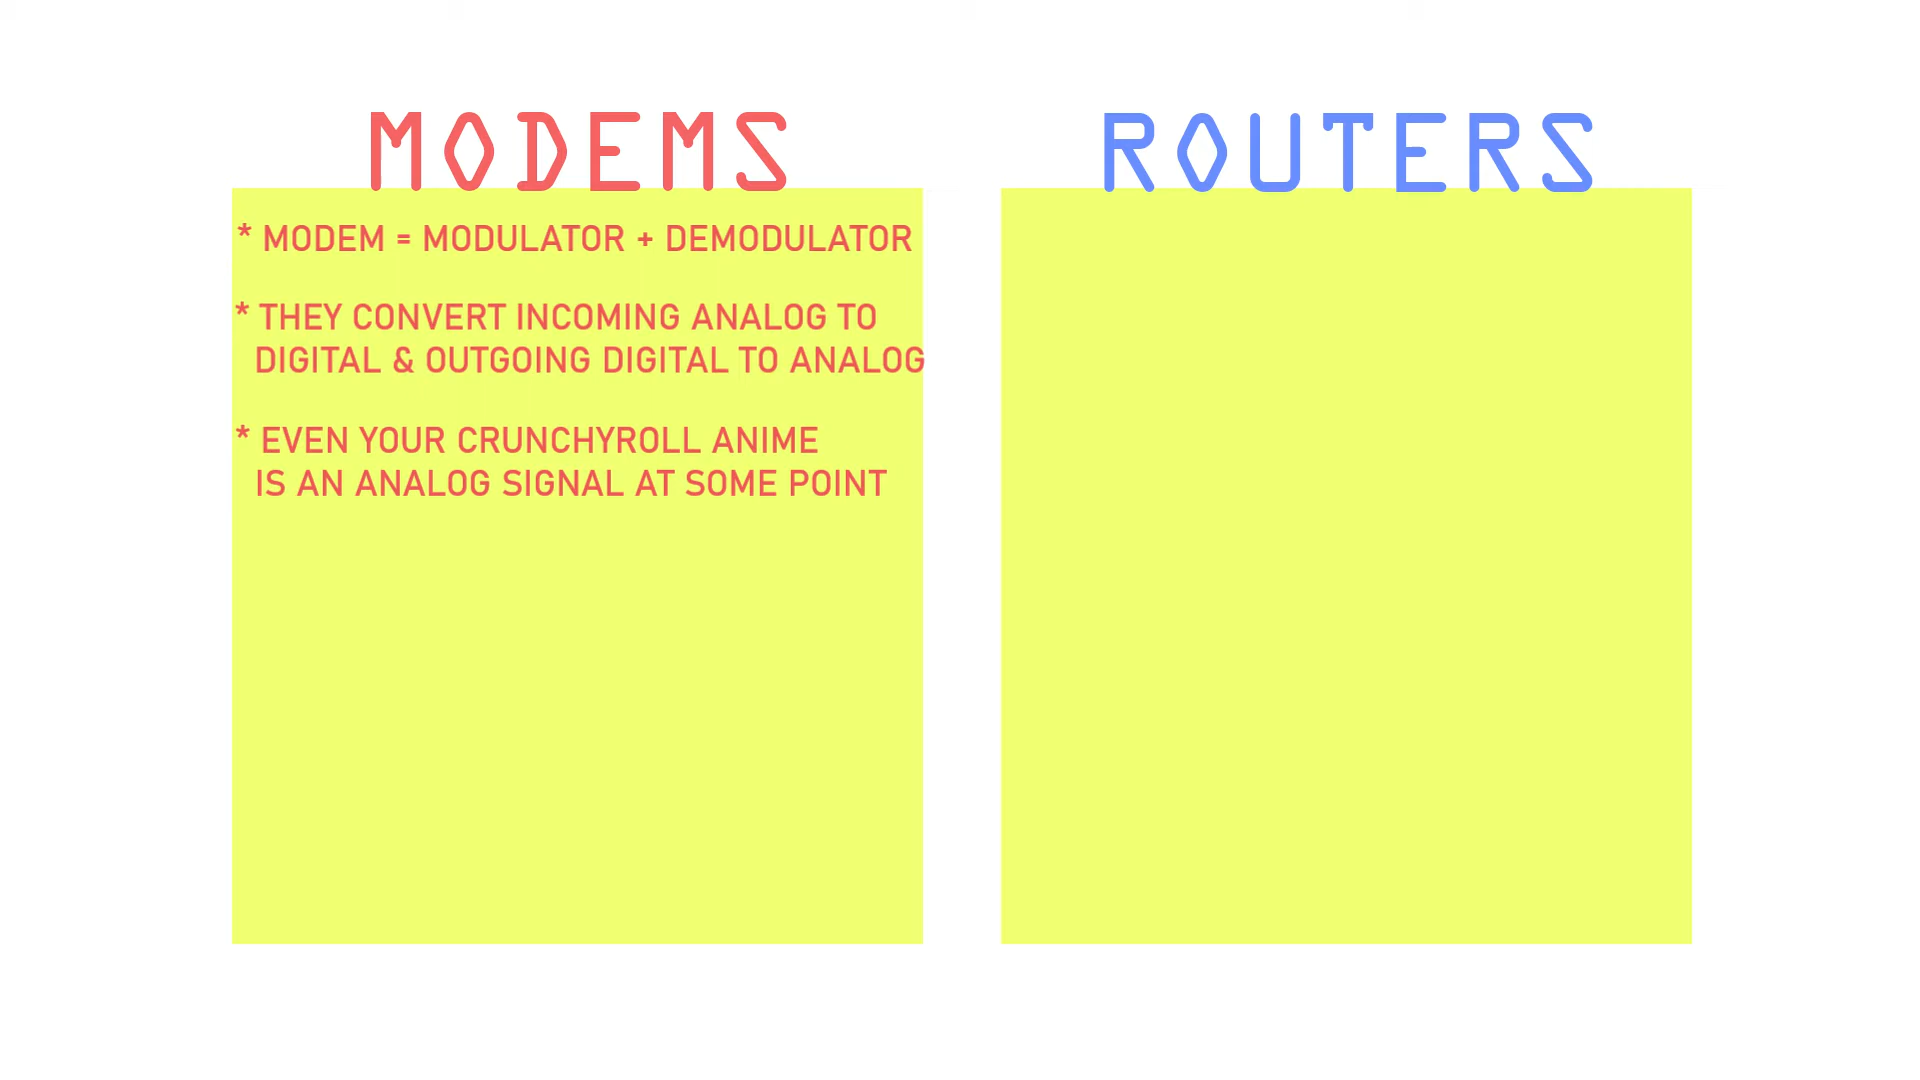 MODEMS
ROUTERS
* MODEM = MODULATOR + DEMODULATOR
* THEY CONVERT INCOMING ANALOG TO
DIGITAL & OUTGOING DIGITAL TO ANALOG
* EVEN YOUR CRUNCHYROLL ANIME
IS AN ANALOG SIGNAL AT SOME POINT